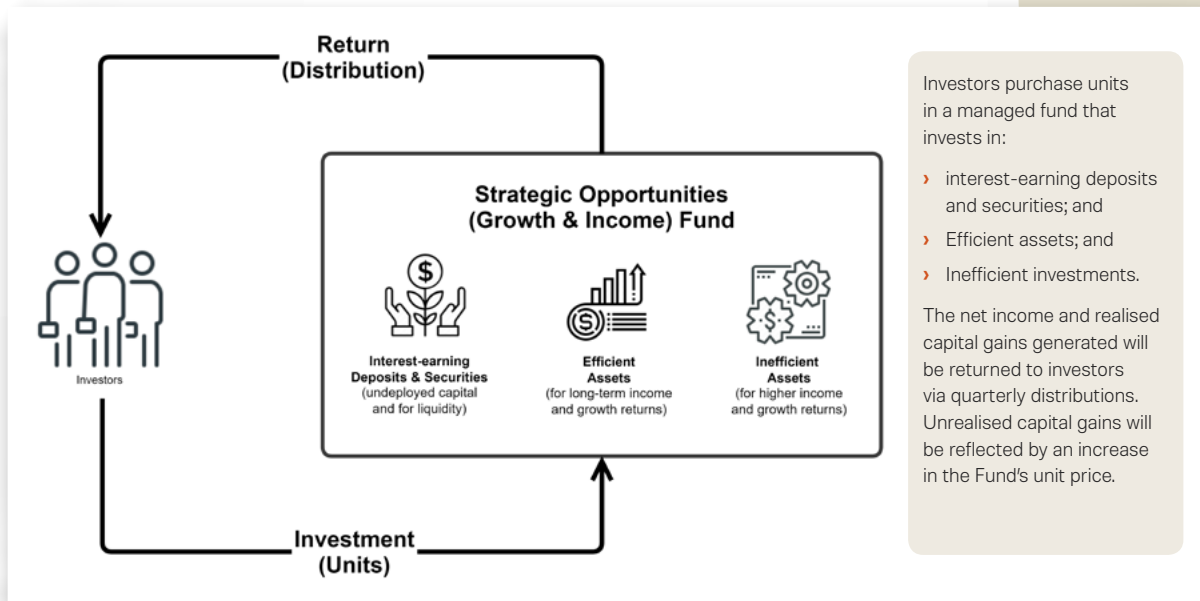 Return
(Distribution)
Strategic Opportunities
(Growth & Income) Fund
Interest-earning
Deposits & Securities
(undeployed capital
and for liquidity)
Efficient
Assets
(for long-term income
and growth returns)
Inefficient
Assets
(for higher income
and growth returns)
Investors
Investment
(Units)
Investors purchase units
in a managed fund that
invests in:
› interest-earning deposits
and securities; and
› Efficient assets; and
› Inefficient investments.
The net income and realised
capital gains generated will
be returned to investors
via quarterly distributions.
Unrealised capital gains will
be reflected by an increase
in the Fund's unit price.